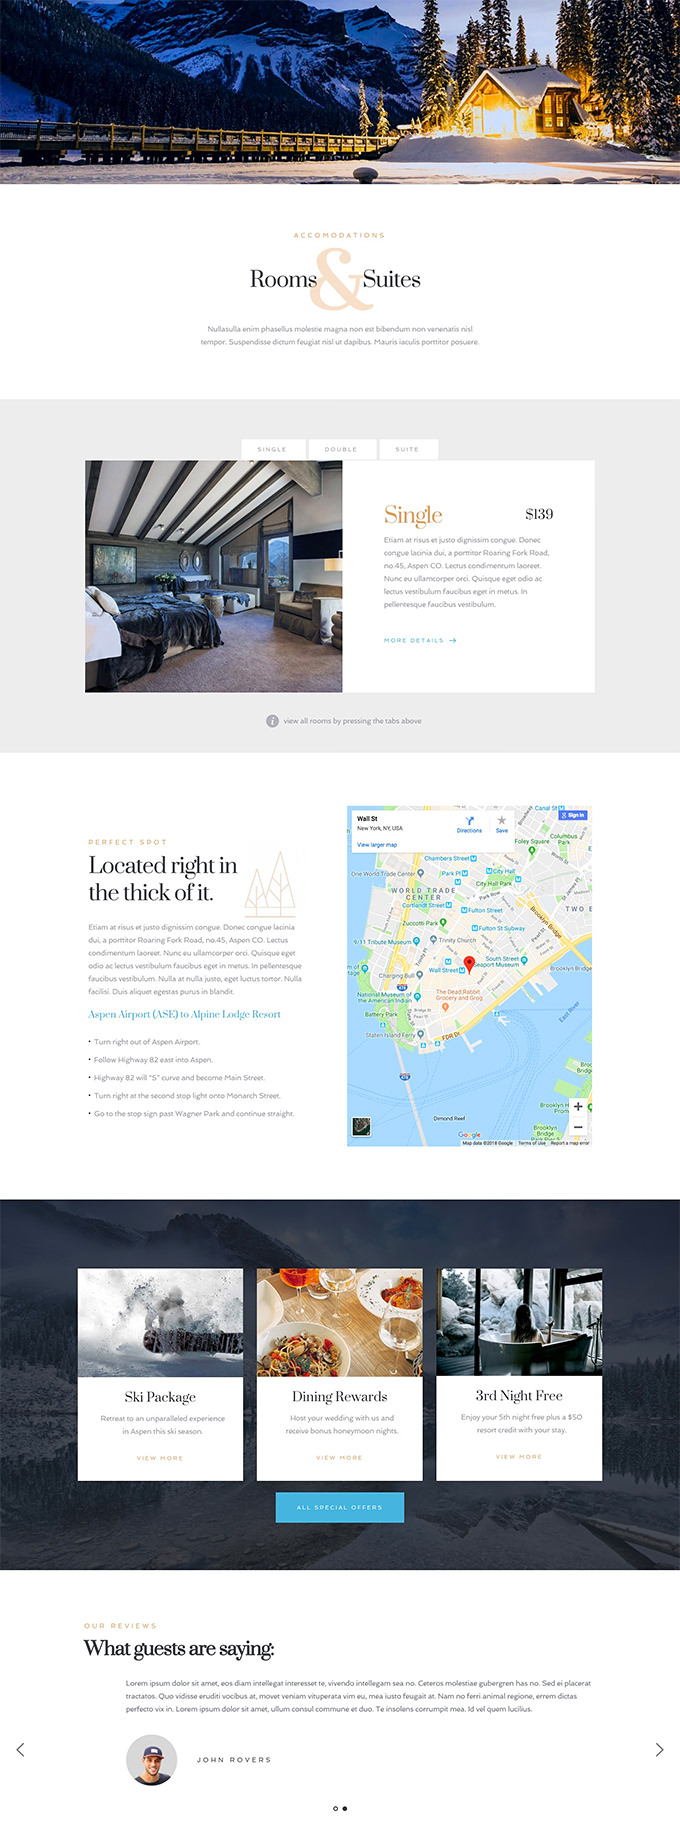 ACCOMODATIONS
Rooms & Suites
Nullasulla enim phasellus molestie magna non est bibendum non venenatis nisl
tempor. Suspendisse dictum feugiat nisl ut dapibus. Mauris iaculis porttitor posuere.
SINGLE
DOUBLE
SUITE
Single
$139
Etiam at risus et justo dignissim congue. Donec
congue lacinia dui, a porttitor Roaring Fork Road,
no.45, Aspen CO. Lectus condimentum laoreet.
Nunc eu ullamcorper orci. Quisque eget odio ac
lectus vestibulum faucibus eget in metus. In
pellentesque faucibus vestibulum.
MORE DETAILS
i view all rooms by pressing the tabs above
PERFECT SPOT
Located right in
the thick of it.
Etiam at risus et justo dignissim congue. Donec congue lacinia
dui, a porttitor Roaring Fork Road, no.45, Aspen CO. Lectus
condimentum laoreet. Nunc eu ullamcorper orci. Quisque eget
odio ac lectus vestibulum faucibus eget in metus. In pellentesque
faucibus vestibulum. Nulla at nulla justo, eget luctus tortor. Nulla
facilisi. Duis aliquet egestas purus in blandit.
Aspen Airport (ASE) to Alpine Lodge Resort
• Turn right out of Aspen Airport.
• Follow Highway 82 east into Aspen.
• Highway 82 will "S" curve and become Main Street.
• Turn right at the second stop light onto Monarch Street.
• Go to the stop sign past Wagner Park and continue straight.
Wall St
New York, NY, USA
View larger map
Directions
Save
Canal St
Sign in
Columbus
Park
Foley Square
Chambers Street
One World Trade Center
City Hall
Park Pl
City Hall Park
WORLD TRADE
CENTER
Cortlandt Street
Fulton Street
TWO E
Zuccotti Park
Fulton St Subway
Brooklyn Bridge
9/11 Tribute Museum
Trinity Church
South Street
Seaport Museum
Wall Street
Brooklyn Bridge
Charging Bull
National Museum of
the American Indian
The Dead Rabbit
Grocery and Grog
Battery Park
Staten Island Ferry
FDR Dr
East River
478
478
Dimond Reef
Brooklyn
Bridge
Google
Map data ©2018 Google
Terms of Use
Report a map error
+
−
Ski Package
Retreat to an unparalleled experience
in Aspen this ski season.
VIEW MORE
Dining Rewards
Host your wedding with us and
receive bonus honeymoon nights.
VIEW MORE
3rd Night Free
Enjoy your 5th night free plus a $50
resort credit with your stay.
VIEW MORE
ALL SPECIAL OFFERS
OUR REVIEWS
What guests are saying:
Lorem ipsum dolor sit amet, eos diam intellegat interesset te, vivendo intellegam sea no. Ceteros molestiae gubergren has no. Sed ei placerat
tractatos. Quo vidisse eruditi vocibus at, movet veniam vituperata vim eu, mea iusto feugait at. Nam no ferri animal regione, errem dictas
perfecto vix in. Lorem ipsum dolor sit amet, ullum consul commune et duo. Te insolens corrumpit mea. Id vel quem lucilius.
JOHN ROVERS